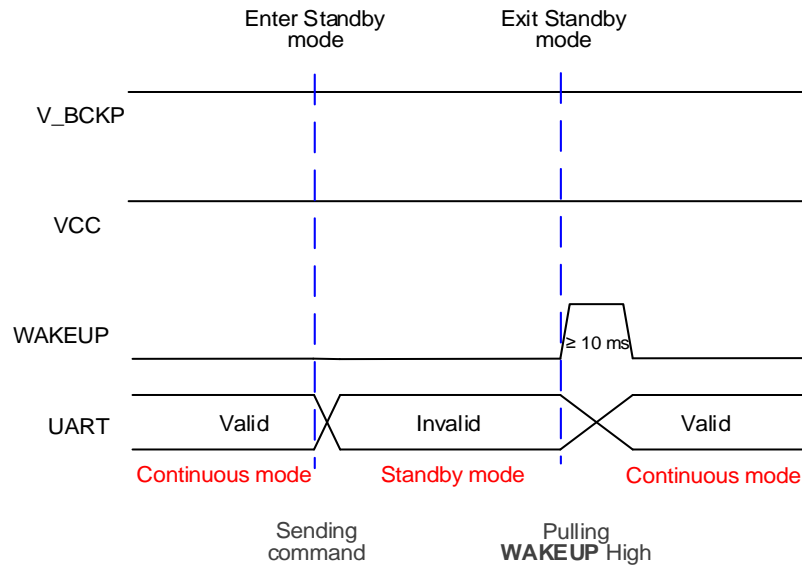 Enter Standby
mode
Exit Standby
mode
V_BCKP
VCC
WAKEUP
≥ 10 ms
UART
Valid
Invalid
Valid
Continuous mode
Standby mode
Continuous mode
Sending
command
Pulling
WAKEUP High